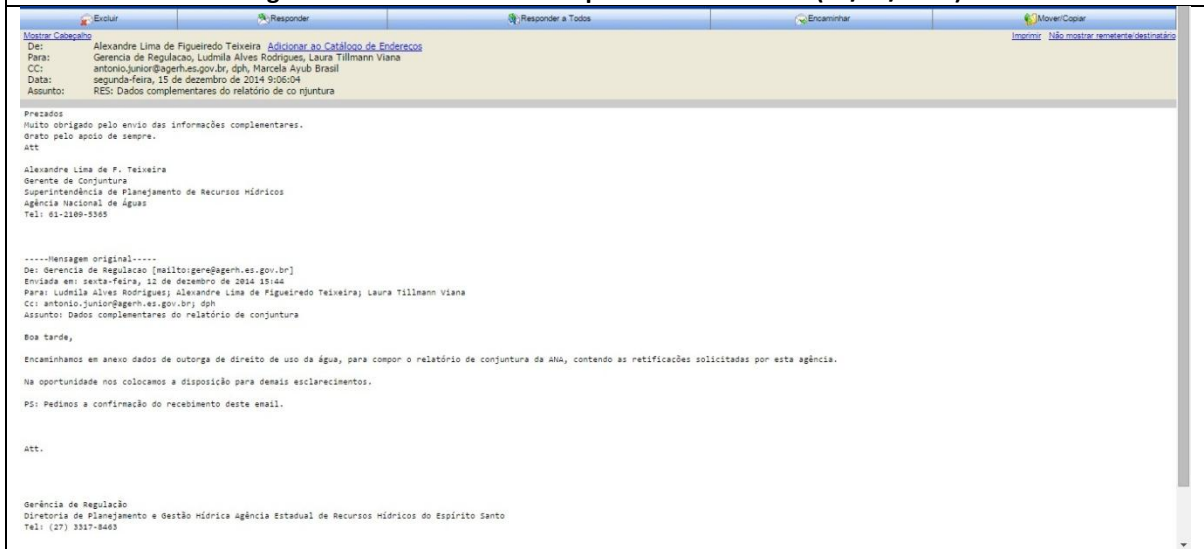 Excluir Responder Responder a Todos Encaminhar Mover/Copiar
Mostrar Cabeçalho Imprimir Não mostrar remetente/destinatário
De: Alexandre Lima de Figueiredo Teixeira Adicionar ao Catálogo de Endereços
Para: Gerencia de Regulacao, Ludmila Alves Rodrigues, Laura Tillmann Viana
CC: antonio.junior@agerh.es.gov.br, dph, Marcela Ayub Brasil
Data: segunda-feira, 15 de dezembro de 2014 9:06:04
Assunto: RES: Dados complementares do relatório de co njuntura
Prezados
Muito obrigado pelo envio das informações complementares.
Grato pelo apoio de sempre.
Att
Alexandre Lima de F. Teixeira
Gerente de Conjuntura
Superintendência de Planejamento de Recursos Hídricos
Agência Nacional de Águas
Tel: 61-2109-5365
-----Mensagem original-----
De: Gerencia de Regulacao [mailto:gere@agerh.es.gov.br]
Enviada em: sexta-feira, 12 de dezembro de 2014 15:44
Para: Ludmila Alves Rodrigues; Alexandre Lima de Figueiredo Teixeira; Laura Tillmann Viana
Cc: antonio.junior@agerh.es.gov.br; dph
Assunto: Dados complementares do relatório de conjuntura
Boa tarde,
Encaminhamos em anexo dados de outorga de direito de uso da água, para compor o relatório de conjuntura da ANA, contendo as retificações solicitadas por esta agência.
Na oportunidade nos colocamos a disposição para demais esclarecimentos.
PS: Pedimos a confirmação do recebimento deste email.
Att.
Gerência de Regulação
Diretoria de Planejamento e Gestão Hídrica Agência Estadual de Recursos Hídricos do Espírito Santo
Tel: (27) 3317-8463